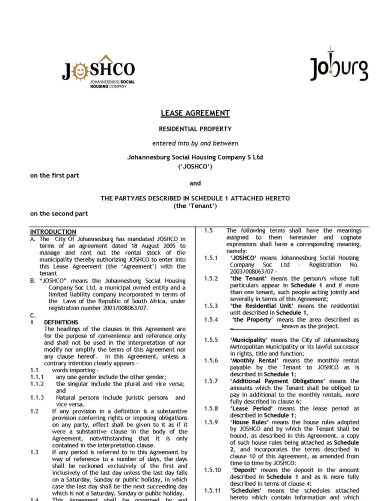 JOSHCO
JOHANNESBURG SOCIAL
HOUSING COMPANY
Joburg
LEASE AGREEMENT
RESIDENTIAL PROPERTY
entered into by and between
Johannesburg Social Housing Company S Ltd
('JOSHCO')
on the first part
and
THE PARTY/IES DESCRIBED IN SCHEDULE 1 ATTACHED HERETO
(the 'Tenant')
on the second part
INTRODUCTION
A. The City Of Johannesburg has mandated JOSHCO in
terms of an agreement dated 18 August 2005 to
manage and rent out the rental stock of the
municipality thereby authorizing JOSHCO to enter into
this Lease Agreement (the "Agreement") with the
tenant
B. "JOSHCO" means the Johannesburg Social Housing
Company Soc Ltd, a municipal owned entity and a
limited liability company incorporated in terms of
the Laws of the Republic of South Africa, under
registration number 2003/008063/07.
C.
1 DEFINITIONS
The headings of the clauses in this Agreement are
for the purpose of convenience and reference only
and shall not be used in the interpretation of nor
modify nor amplify the terms of this Agreement nor
any clause hereof. In this Agreement, unless a
contrary intention clearly appears -
1.1 words importing -
1.1.1 any one gender include the other gender;
1.1.2 the singular include the plural and vice versa;
and
1.1.3 Natural persons include juristic persons and
vice versa.
1.2 If any provision in a definition is a substantive
provision conferring rights or imposing obligations
on any party, effect shall be given to as if it
were a substantive clause in the body of the
Agreement, notwithstanding that it is only
contained in the interpretation clause.
1.3 If any period is referred to in this Agreement by
way of reference to a number of days, the days
shall be reckoned exclusively of the first and
inclusively of the last day unless the last day falls
on a Saturday, Sunday or public holiday, in which
case the last day shall be the next succeeding day
which is not a Saturday, Sunday or public holiday.
1.4 This Agreement shall be governed by and
1.5 The following terms shall have the meanings
assigned to them hereunder and cognate
expressions shall have a corresponding meaning,
namely:
1.5.1 'JOSHCO' means Johannesburg Social Housing
Company Soc Ltd - Registration No.
2003/008063/07 -
1.5.2 'the Tenant' means the person/s whose full
particulars appear in Schedule 1 and if more
than one tenant, such people acting jointly and
severally in terms of this Agreement;
1.5.3 'the Residential Unit' means the residential
unit described in Schedule 1,
1.5.4 'the Property' means the area described as
_______________known as the project.
1.5.5 'Municipality' means the City of Johannesburg
Metropolitan Municipality or its lawful successor
in rights, title and function;
1.5.6 'Monthly Rental' means the monthly rental
payable by the Tenant to JOSHCO as is
described in Schedule 1;
1.5.7 'Additional Payment Obligations' means the
amounts which the Tenant shall be obliged to
pay in additional to the monthly rentals, more
fully described in clause 6;
1.5.8 'Lease Period' means the lease period as
described in Schedule 1;
1.5.9 'House Rules' means the house rules adopted
by JOSHCO and by which the Tenant shall be
bound, as described in this Agreement, a copy
of such house rules being attached as Schedule
2, and incorporates the terms described in
clause 10 of this Agreement, as amended from
time to time by JOSHCO;
1.5.10 'Deposit' means the deposit in the amount
described in Schedule 1 and as is more fully
described in terms of clause 4;
1.5.11 'Schedules' means the schedules attached
hereto which contain information and which